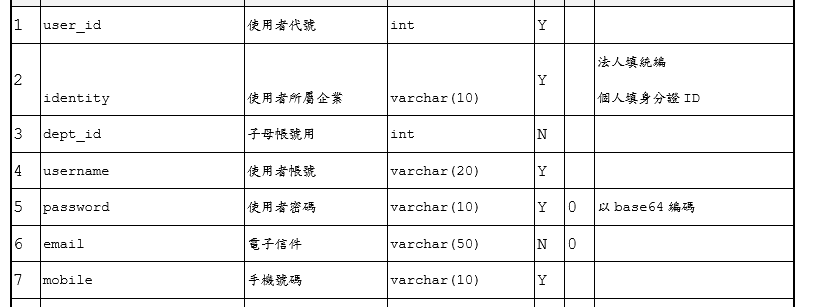 1 user_id 使用者代號 int Y
2 identity 使用者所屬企業 varchar(10) Y 法人填統編
個人填身分證 ID
3 dept_id 子母帳號用 int N
4 username 使用者帳號 varchar(20) Y
5 password 使用者密碼 varchar(10) Y 0 以 base64 編碼
6 email 電子信件 varchar(50) N 0
7 mobile 手機號碼 varchar(10) Y